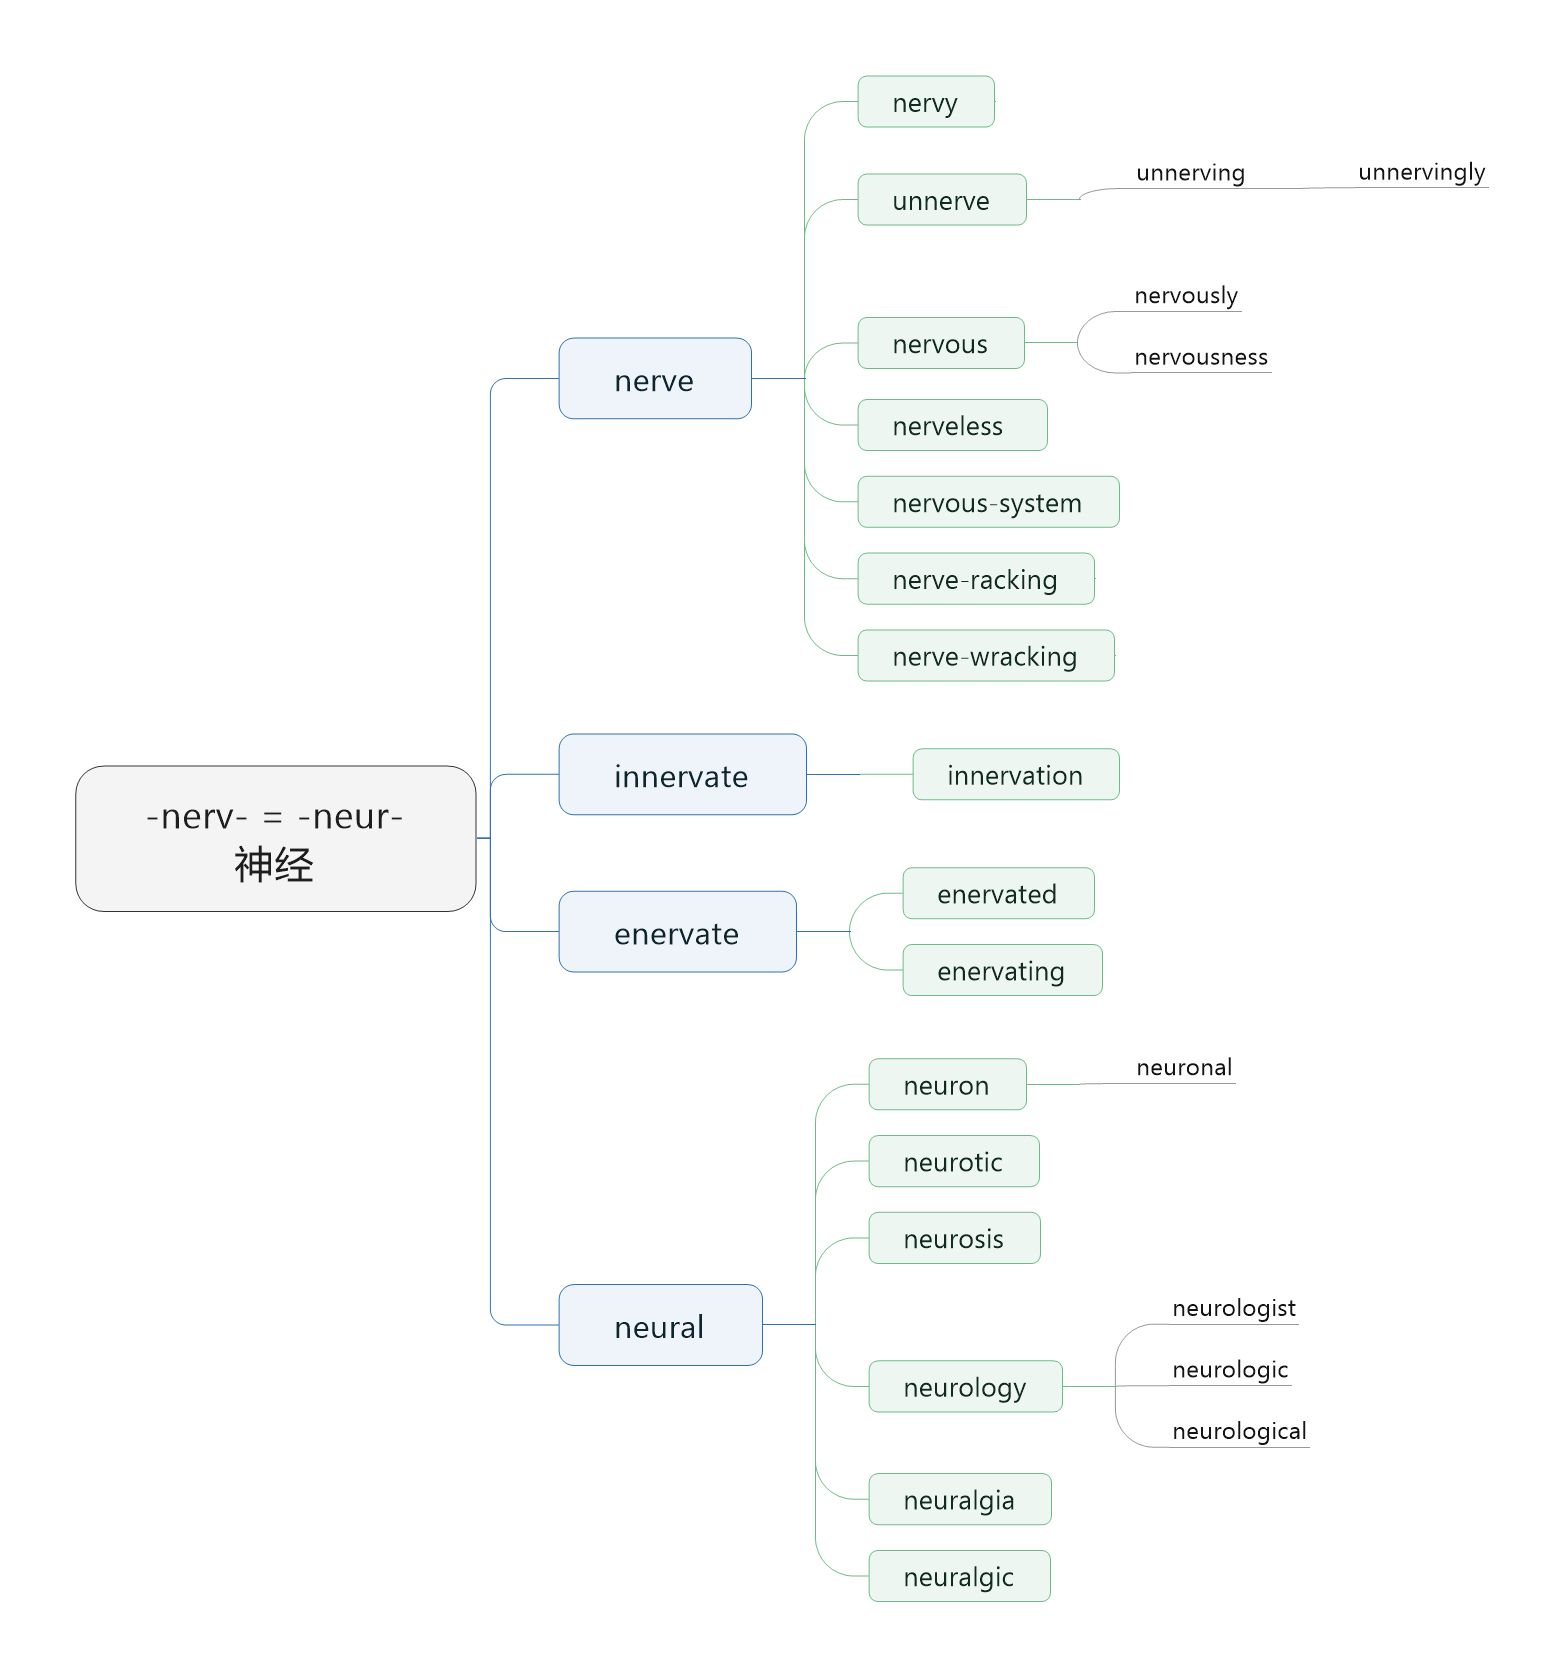 -nerv- = -neur-
神经
nerve
nervy
unnerve
unnerving
unnervingly
nervous
nervously
nervousness
nerveless
nervous-system
nerve-racking
nerve-wracking
innervate
innervation
enervate
enervated
enervating
neural
neuron
neuronal
neurotic
neurosis
neurology
neurologist
neurologic
neurological
neuralgia
neuralgic